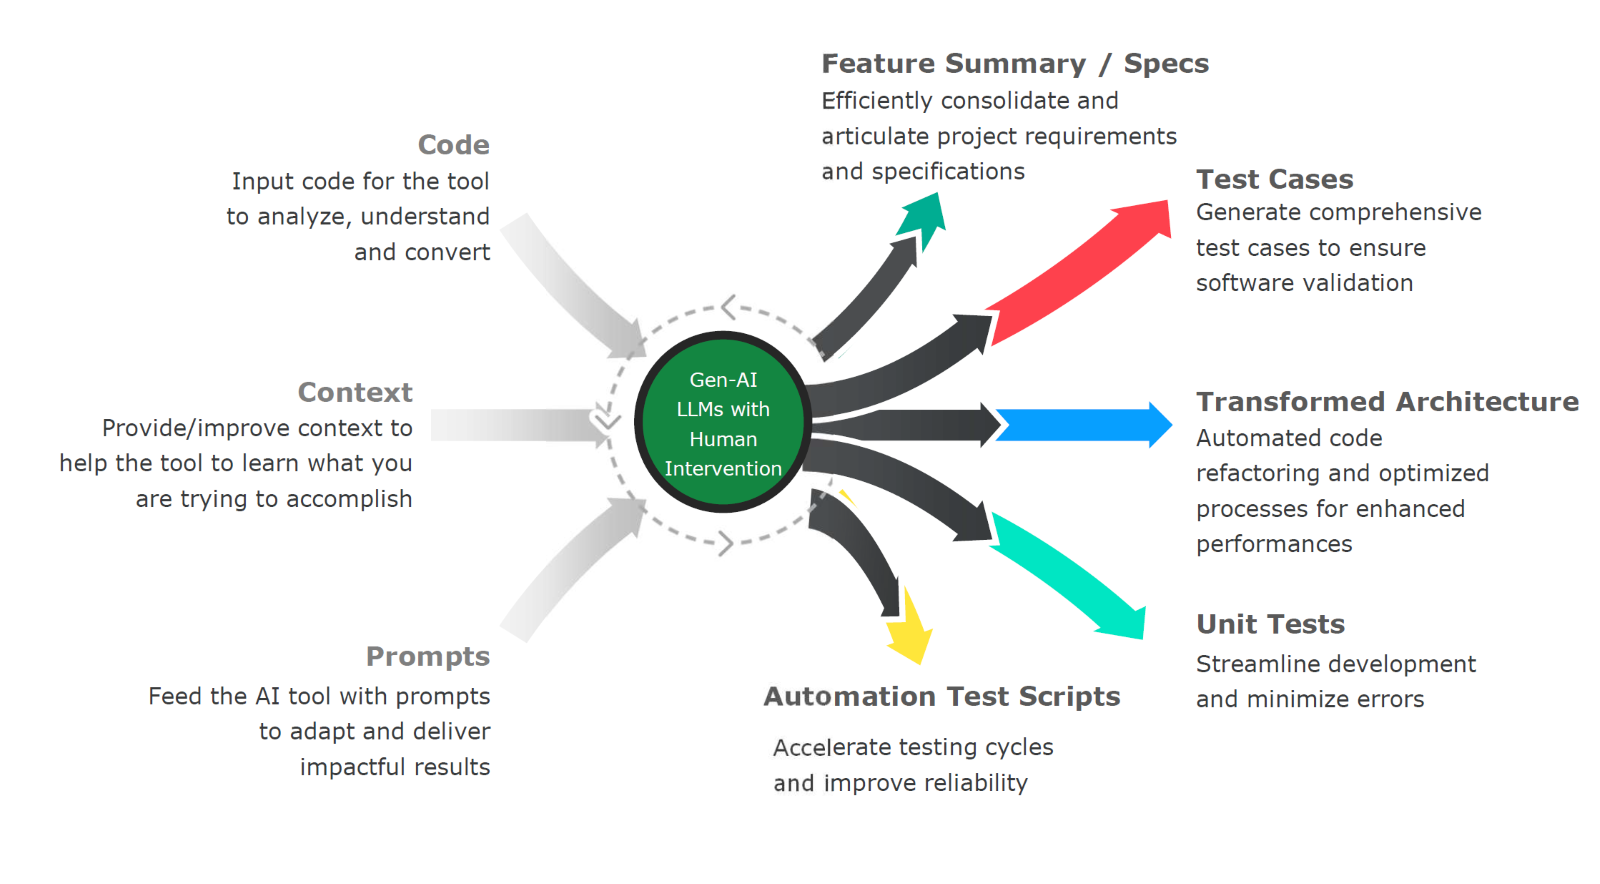 Code
Input code for the tool
to analyze, understand
and convert
Context
Provide/improve context to
help the tool to learn what you
are trying to accomplish
Prompts
Feed the AI tool with prompts
to adapt and deliver
impactful results
Gen-AI
LLMs with
Human
Intervention
Feature Summary / Specs
Efficiently consolidate and
articulate project requirements
and specifications
Test Cases
Generate comprehensive
test cases to ensure
software validation
Transformed Architecture
Automated code
refactoring and optimized
processes for enhanced
performances
Unit Tests
Streamline development
and minimize errors
Automation Test Scripts
Accelerate testing cycles
and improve reliability